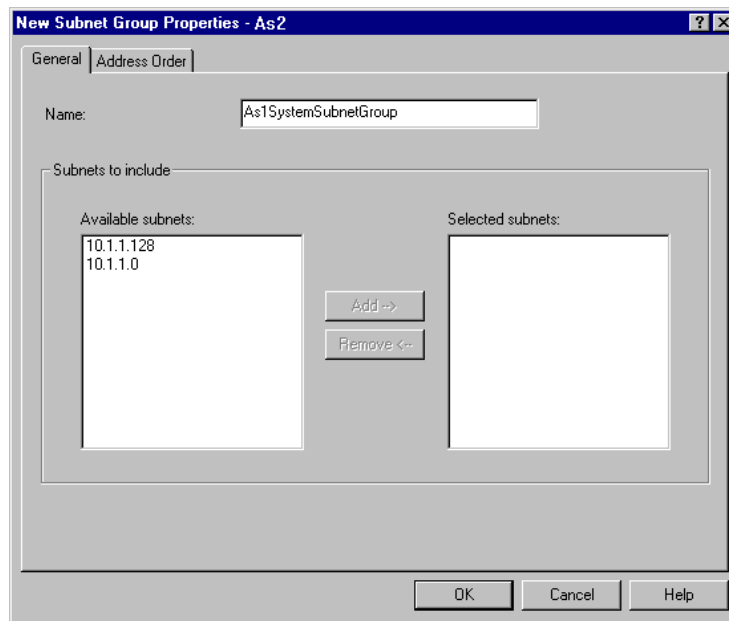 New Subnet Group Properties - As2
General
Address Order
Name:
As1SystemSubnetGroup
Subnets to include
Available subnets:
Selected subnets:
10.1.1.128
10.1.1.0
Add -->
Remove <--
OK
Cancel
Help